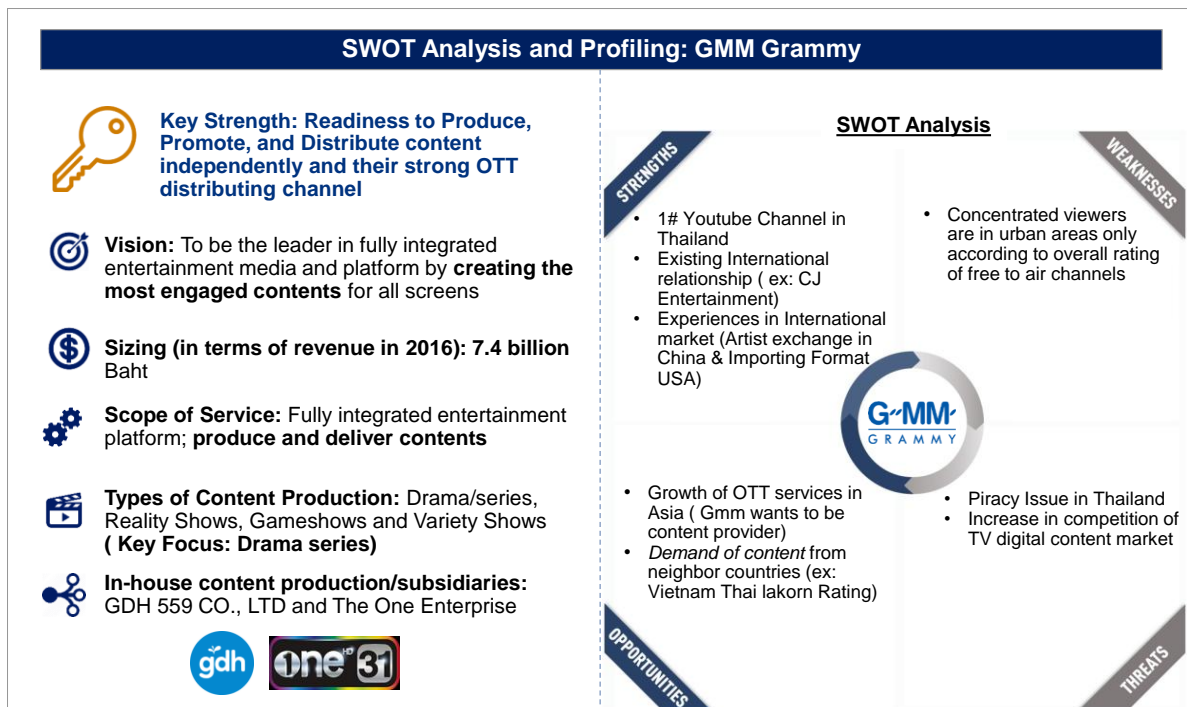 SWOT Analysis and Profiling: GMM Grammy
Key Strength: Readiness to Produce,
Promote, and Distribute content
independently and their strong OTT
distributing channel
Vision: To be the leader in fully integrated
entertainment media and platform by creating the
most engaged contents for all screens
Sizing (in terms of revenue in 2016): 7.4 billion
Baht
Scope of Service: Fully integrated entertainment
platform; produce and deliver contents
Types of Content Production: Drama/series,
Reality Shows, Gameshows and Variety Shows
( Key Focus: Drama series)
In-house content production/subsidiaries:
GDH 559 CO., LTD and The One Enterprise
gdh
one HD 31
SWOT Analysis
STRENGTHS
• 1# Youtube Channel in
Thailand
• Existing International
relationship ( ex: CJ
Entertainment)
• Experiences in International
market (Artist exchange in
China & Importing Format
USA)
WEAKNESSES
• Concentrated viewers
are in urban areas only
according to overall rating
of free to air channels
G"MM'
GRAMMY
• Growth of OTT services in
Asia ( Gmm wants to be
content provider)
• Demand of content from
neighbor countries (ex:
Vietnam Thai lakorn Rating)
OPPORTUNITIES
• Piracy Issue in Thailand
• Increase in competition of
TV digital content market
THREATS